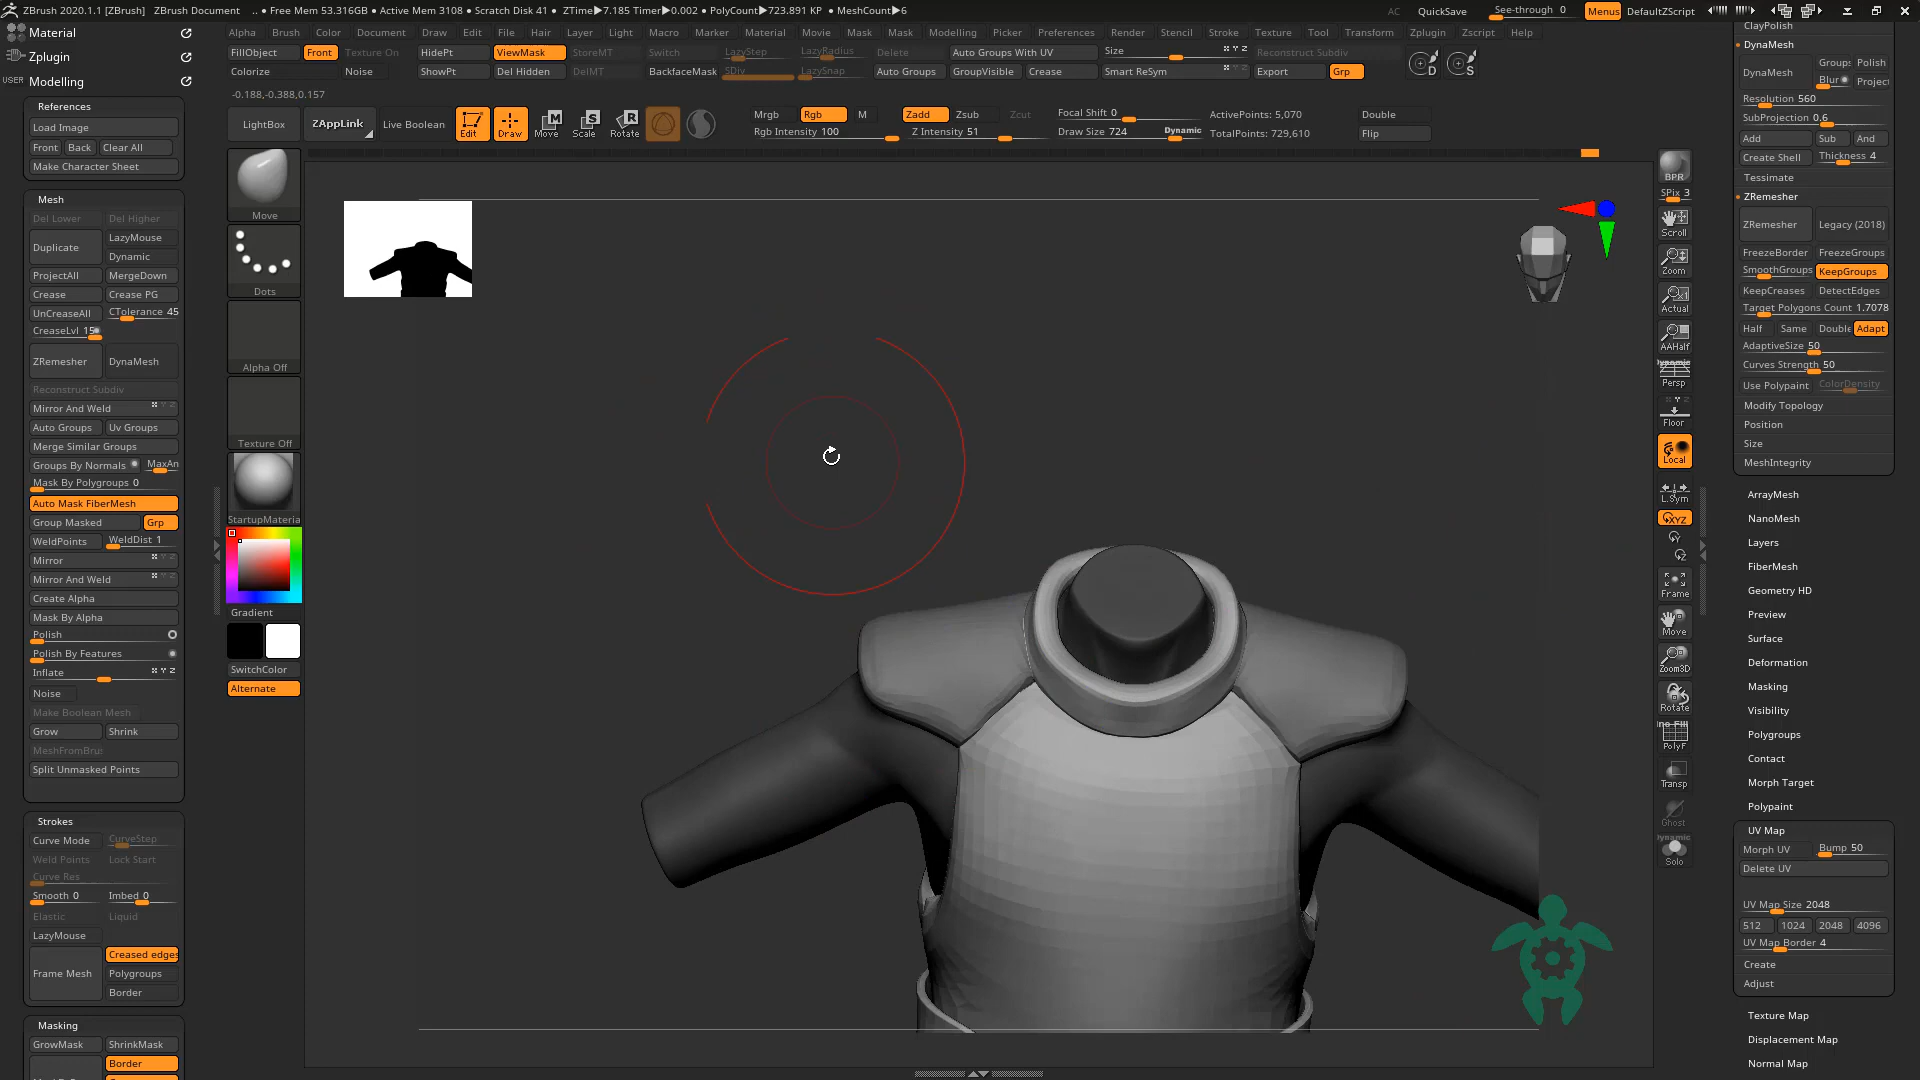 ZBrush 2020.1.1 [ZBrush] ZBrush Document .. • Free Mem 53.316GB • Active Mem 3108 • Scratch Disk 41 • ZTime▶7.185 Timer▶0.002 • PolyCount▶723.891 KP • MeshCount▶6 AC QuickSave See-through 0 Menus DefaultZScript
Material
Zplugin
USER Modelling
Alpha Brush Color Document Draw Edit File Hair Layer Light Macro Marker Material Movie Mask Mask Modelling Picker Preferences Render Stencil Stroke Texture Tool Transform Zplugin Zscript Help
FillObject Front Texture On HidePt ViewMask StoreMT Switch LazyStep LazyRadius Delete Auto Groups With UV Size Reconstruct Subdiv
Colorize Noise ShowPt Del Hidden DelMT BackfaceMask SDiv LazySnap Auto Groups GroupVisible Crease Smart ReSym Export Grp
-0.188,-0.388,0.157
LightBox ZAppLink Live Boolean Edit Draw Move Scale Rotate
Mrgb Rgb M Zadd Zsub Zcut Focal Shift 0 ActivePoints: 5,070 Double
Rgb Intensity 100 Z Intensity 51 Draw Size 724 Dynamic TotalPoints: 729,610 Flip
References
Load Image
Front Back Clear All
Make Character Sheet
Mesh
Del Lower Del Higher
Duplicate LazyMouse
Dynamic
ProjectAll MergeDown
Crease Crease PG
UnCreaseAll CTolerance 45
CreaseLvl 15
ZRemesher DynaMesh
Reconstruct Subdiv
Mirror And Weld
Auto Groups Uv Groups
Merge Similar Groups
Groups By Normals MaxAn
Mask By Polygroups 0
Auto Mask FiberMesh
Group Masked Grp
WeldPoints WeldDist 1
Mirror
Mirror And Weld
Create Alpha
Mask By Alpha
Polish
Polish By Features
Inflate
Noise
Make Boolean Mesh
Grow Shrink
MeshFromBru
Split Unmasked Points
Strokes
Curve Mode CurveStep
Weld Points Lock Start
Curve Res
Smooth 0 Imbed 0
Elastic Liquid
LazyMouse
Creased edges
Frame Mesh Polygroups
Border
Masking
GrowMask ShrinkMask
Border
Move
Dots
Alpha Off
Texture Off
StartupMateria
Gradient
SwitchColor
Alternate
BPR
SPix 3
Scroll
Zoom
Actual
AAHalf
Dynamic
Persp
Floor
Local
L.Sym
XYZ
Frame
Move
Zoom3D
Rotate
PolyF
Transp
Ghost
Dynamic
Solo
ClayPolish
DynaMesh
DynaMesh Groups Polish
Blur Project
Resolution 560
SubProjection 0.6
Add Sub And
Create Shell Thickness 4
Tessimate
ZRemesher
ZRemesher Legacy (2018)
FreezeBorder FreezeGroups
SmoothGroups KeepGroups
KeepCreases DetectEdges
Target Polygons Count 1.7078
Half Same Double Adapt
AdaptiveSize 50
Curves Strength 50
Use Polypaint ColorDensity
Modify Topology
Position
Size
MeshIntegrity
ArrayMesh
NanoMesh
Layers
FiberMesh
Geometry HD
Preview
Surface
Deformation
Masking
Visibility
Polygroups
Contact
Morph Target
Polypaint
UV Map
Morph UV Bump 50
Delete UV
UV Map Size 2048
512 1024 2048 4096
UV Map Border 4
Create
Adjust
Texture Map
Displacement Map
Normal Map